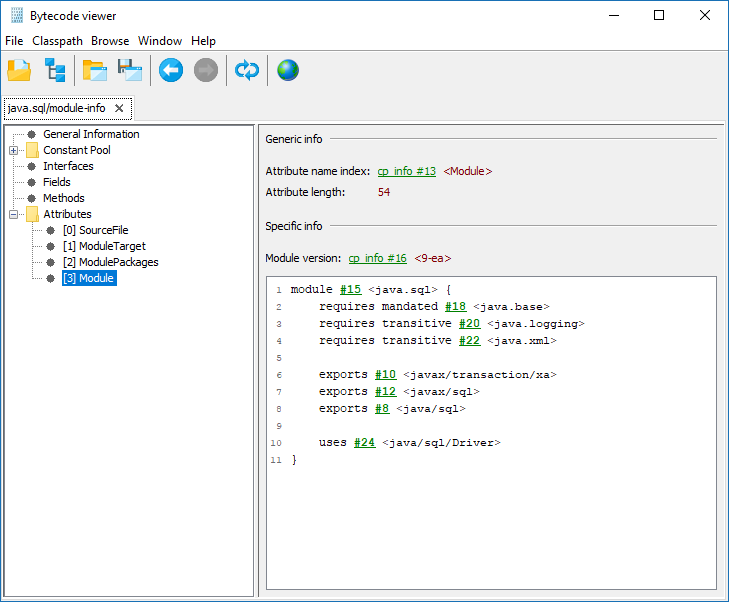 Bytecode viewer
File Classpath Browse Window Help
java.sql/module-info
General Information
Constant Pool
Interfaces
Fields
Methods
Attributes
[0] SourceFile
[1] ModuleTarget
[2] ModulePackages
[3] Module
Generic info
Attribute name index: cp_info #13 <Module>
Attribute length: 54
Specific info
Module version: cp_info #16 <9-ea>
1 module #15 <java.sql> {
2 requires mandated #18 <java.base>
3 requires transitive #20 <java.logging>
4 requires transitive #22 <java.xml>
5
6 exports #10 <javax/transaction/xa>
7 exports #12 <javax/sql>
8 exports #8 <java/sql>
9
10 uses #24 <java/sql/Driver>
11 }